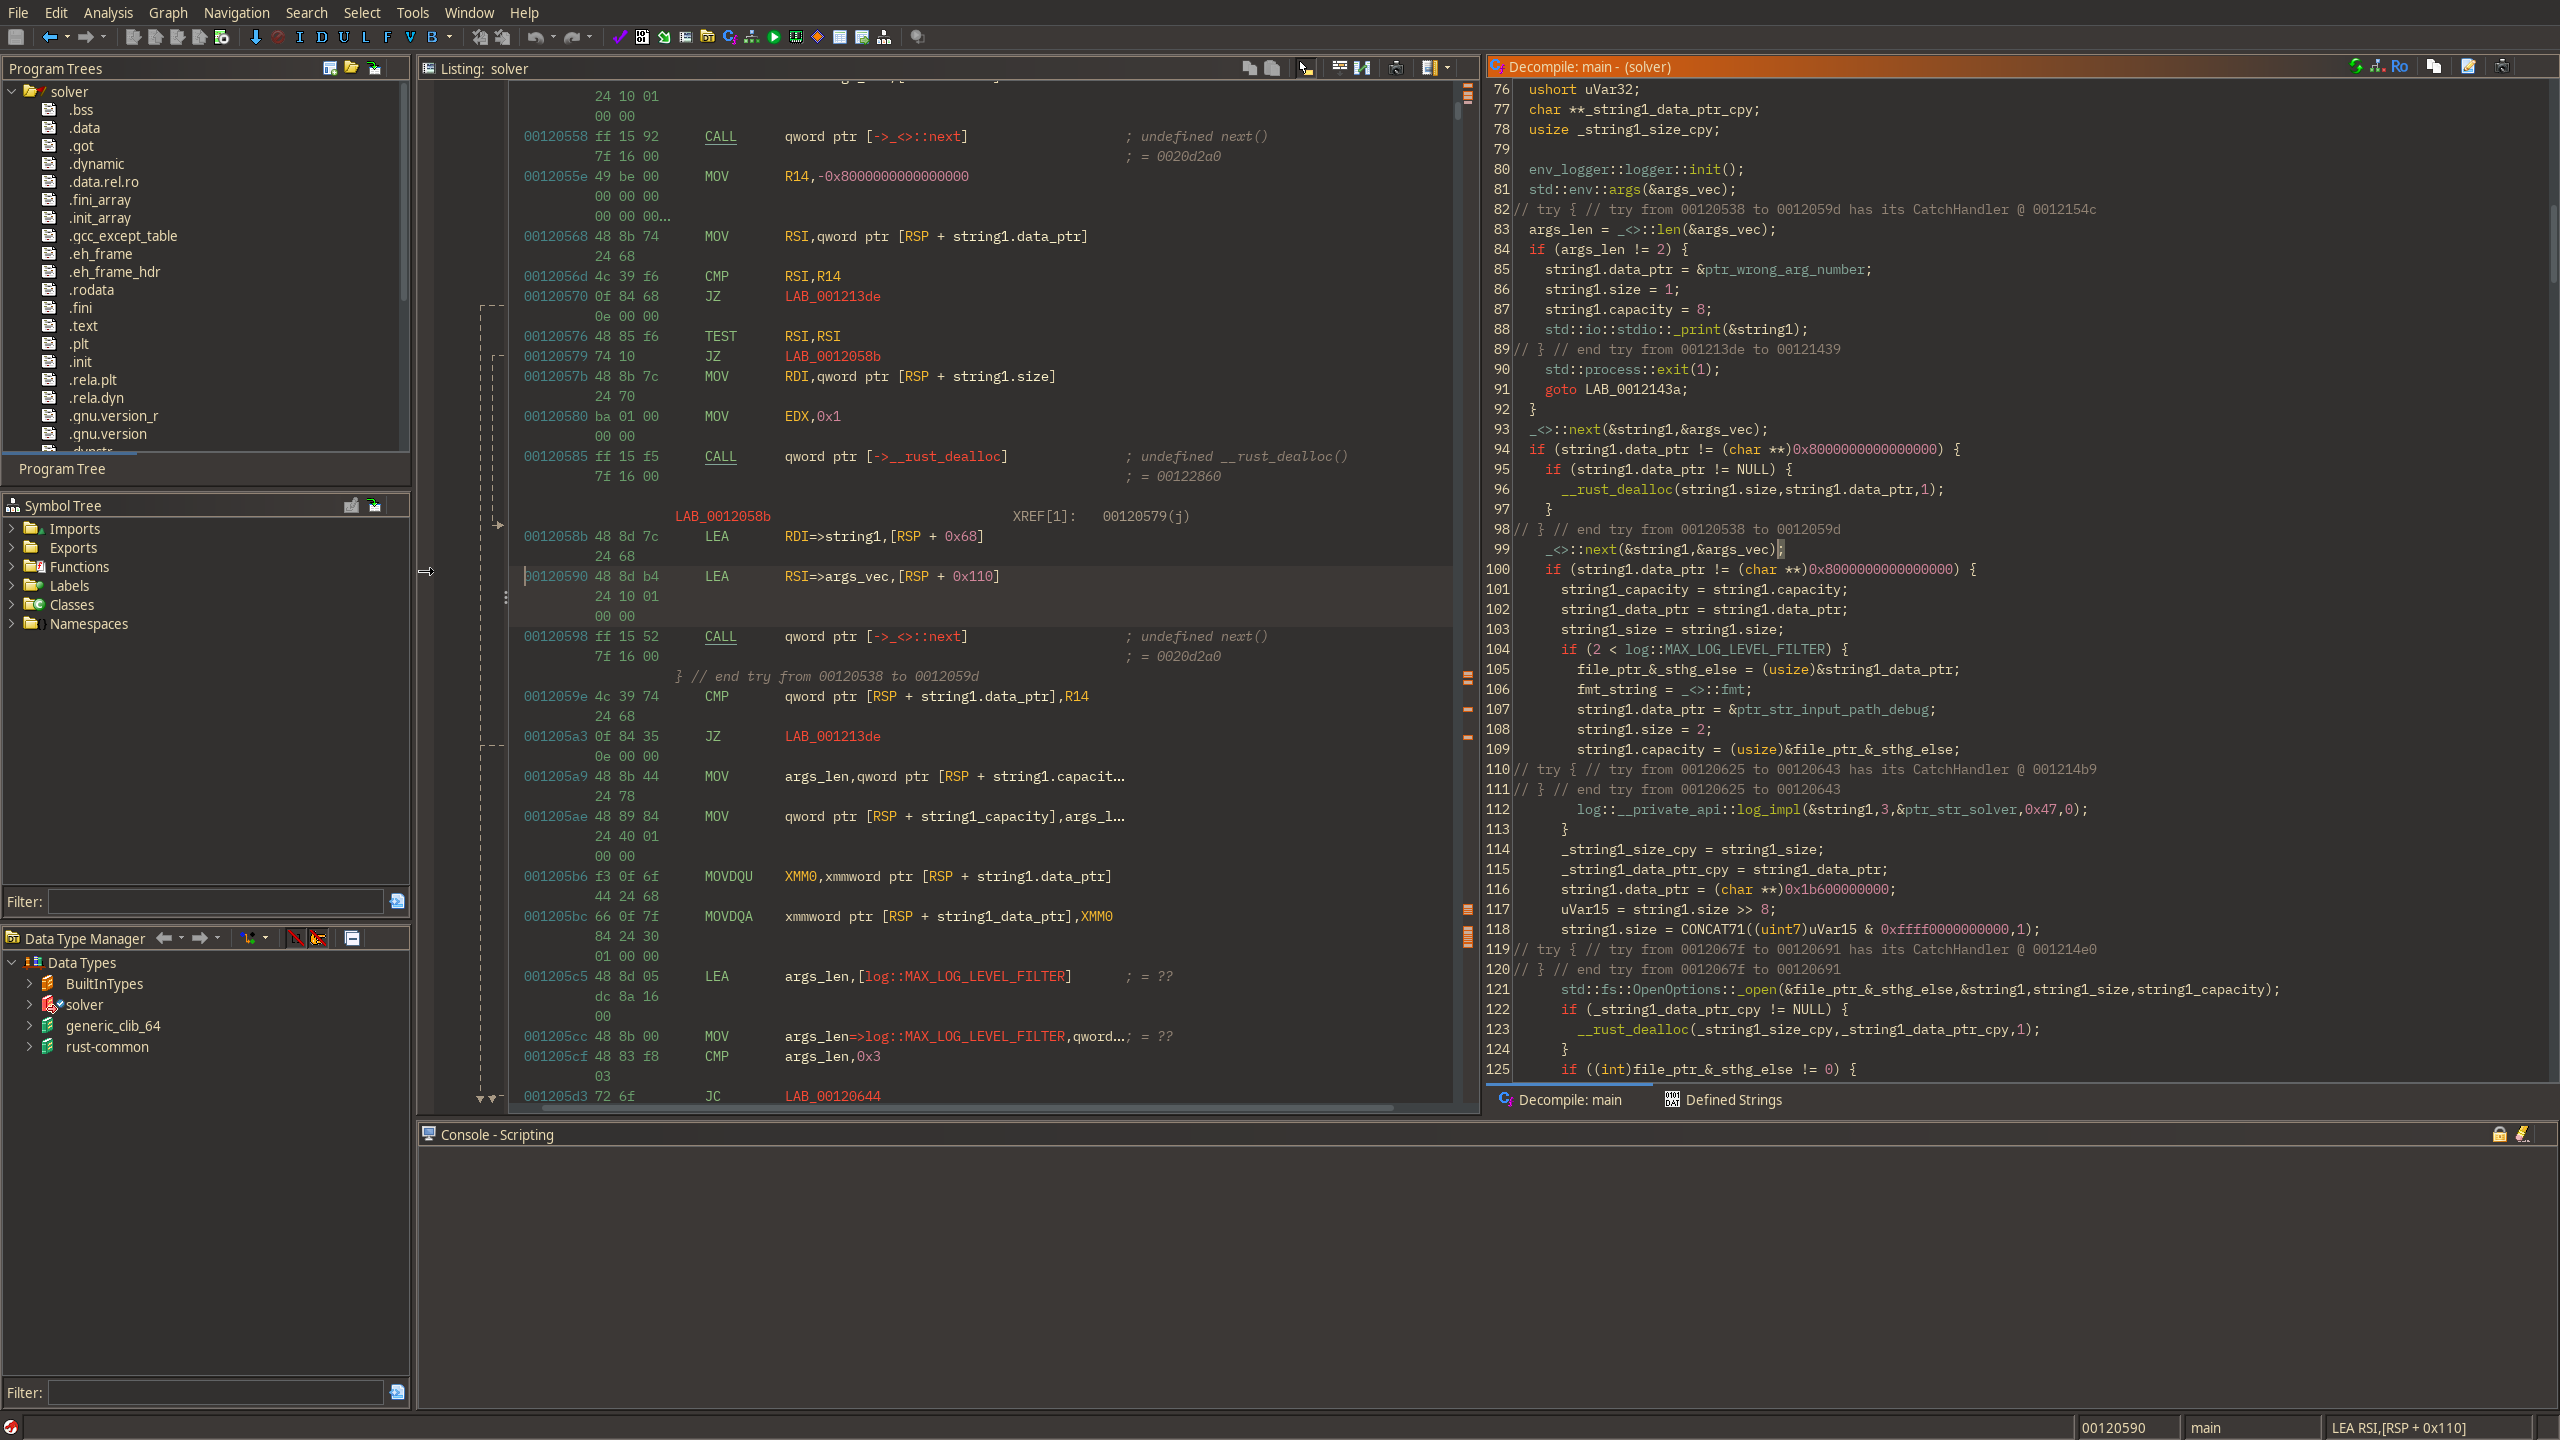 File Edit Analysis Graph Navigation Search Select Tools Window Help
I D U L F V B
Program Trees
solver
.bss
.data
.got
.dynamic
.data.rel.ro
.fini_array
.init_array
.gcc_except_table
.eh_frame
.eh_frame_hdr
.rodata
.fini
.text
.plt
.init
.rela.plt
.rela.dyn
.gnu.version_r
.gnu.version
Program Tree
Symbol Tree
Imports
Exports
Functions
Labels
Classes
Namespaces
Filter:
Data Type Manager
Data Types
BuiltInTypes
solver
generic_clib_64
rust-common
Filter:
Listing: solver
24 10 01
00 00
00120558 ff 15 92 CALL qword ptr [->_<>::next] ; undefined next()
7f 16 00 ; = 0020d2a0
0012055e 49 be 00 MOV R14,-0x8000000000000000
00 00 00
00 00 00...
00120568 48 8b 74 MOV RSI,qword ptr [RSP + string1.data_ptr]
24 68
0012056d 4c 39 f6 CMP RSI,R14
00120570 0f 84 68 JZ LAB_001213de
0e 00 00
00120576 48 85 f6 TEST RSI,RSI
00120579 74 10 JZ LAB_0012058b
0012057b 48 8b 7c MOV RDI,qword ptr [RSP + string1.size]
24 70
00120580 ba 01 00 MOV EDX,0x1
00 00
00120585 ff 15 f5 CALL qword ptr [->__rust_dealloc] ; undefined __rust_dealloc()
7f 16 00 ; = 00122860
LAB_0012058b XREF[1]: 00120579(j)
0012058b 48 8d 7c LEA RDI=>string1,[RSP + 0x68]
24 68
00120590 48 8d b4 LEA RSI=>args_vec,[RSP + 0x110]
24 10 01
00 00
00120598 ff 15 52 CALL qword ptr [->_<>::next] ; undefined next()
7f 16 00 ; = 0020d2a0
} // end try from 00120538 to 0012059d
0012059e 4c 39 74 CMP qword ptr [RSP + string1.data_ptr],R14
24 68
001205a3 0f 84 35 JZ LAB_001213de
0e 00 00
001205a9 48 8b 44 MOV args_len,qword ptr [RSP + string1.capacit...
24 78
001205ae 48 89 84 MOV qword ptr [RSP + string1_capacity],args_l...
24 40 01
00 00
001205b6 f3 0f 6f MOVDQU XMM0,xmmword ptr [RSP + string1.data_ptr]
44 24 68
001205bc 66 0f 7f MOVDQA xmmword ptr [RSP + string1_data_ptr],XMM0
84 24 30
01 00 00
001205c5 48 8d 05 LEA args_len,[log::MAX_LOG_LEVEL_FILTER] ; = ??
dc 8a 16
00
001205cc 48 8b 00 MOV args_len=>log::MAX_LOG_LEVEL_FILTER,qword...; = ??
001205cf 48 83 f8 CMP args_len,0x3
03
001205d3 72 6f JC LAB_00120644
Decompile: main - (solver)
Ro
76 ushort uVar32;
77 char **_string1_data_ptr_cpy;
78 usize _string1_size_cpy;
79
80 env_logger::logger::init();
81 std::env::args(&args_vec);
82 // try { // try from 00120538 to 0012059d has its CatchHandler @ 0012154c
83 args_len = _<>::len(&args_vec);
84 if (args_len != 2) {
85 string1.data_ptr = &ptr_wrong_arg_number;
86 string1.size = 1;
87 string1.capacity = 8;
88 std::io::stdio::_print(&string1);
89 // } // end try from 001213de to 00121439
90 std::process::exit(1);
91 goto LAB_0012143a;
92 }
93 _<>::next(&string1,&args_vec);
94 if (string1.data_ptr != (char **)0x8000000000000000) {
95 if (string1.data_ptr != NULL) {
96 __rust_dealloc(string1.size,string1.data_ptr,1);
97 }
98 // } // end try from 00120538 to 0012059d
99 _<>::next(&string1,&args_vec);
100 if (string1.data_ptr != (char **)0x8000000000000000) {
101 string1_capacity = string1.capacity;
102 string1_data_ptr = string1.data_ptr;
103 string1_size = string1.size;
104 if (2 < log::MAX_LOG_LEVEL_FILTER) {
105 file_ptr_&_sthg_else = (usize)&string1_data_ptr;
106 fmt_string = _<>::fmt;
107 string1.data_ptr = &ptr_str_input_path_debug;
108 string1.size = 2;
109 string1.capacity = (usize)&file_ptr_&_sthg_else;
110 // try { // try from 00120625 to 00120643 has its CatchHandler @ 001214b9
111 // } // end try from 00120625 to 00120643
112 log::__private_api::log_impl(&string1,3,&ptr_str_solver,0x47,0);
113 }
114 _string1_size_cpy = string1_size;
115 _string1_data_ptr_cpy = string1_data_ptr;
116 string1.data_ptr = (char **)0x1b600000000;
117 uVar15 = string1.size >> 8;
118 string1.size = CONCAT71((uint7)uVar15 & 0xffff0000000000,1);
119 // try { // try from 0012067f to 00120691 has its CatchHandler @ 001214e0
120 // } // end try from 0012067f to 00120691
121 std::fs::OpenOptions::_open(&file_ptr_&_sthg_else,&string1,string1_size,string1_capacity);
122 if (_string1_data_ptr_cpy != NULL) {
123 __rust_dealloc(_string1_size_cpy,_string1_data_ptr_cpy,1);
124 }
125 if ((int)file_ptr_&_sthg_else != 0) {
Decompile: main Defined Strings
Console - Scripting
00120590 main LEA RSI,[RSP + 0x110]